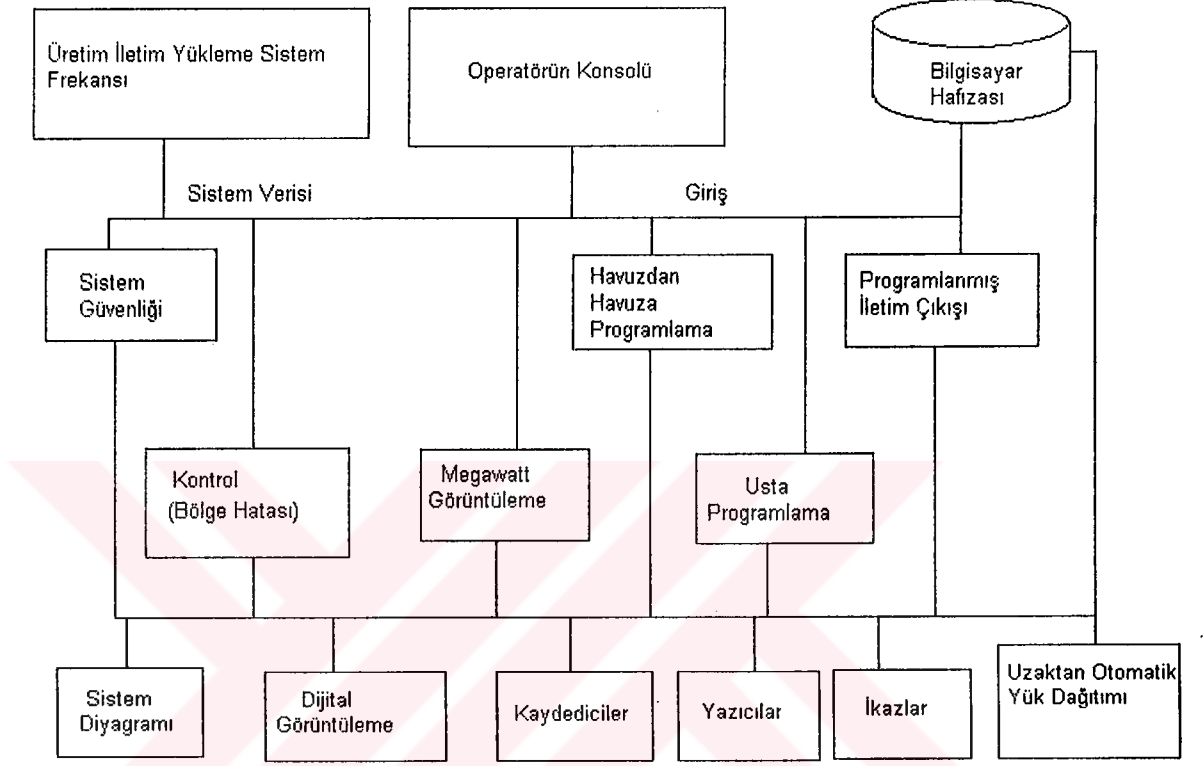 Üretim İletim Yükleme Sistem
Frekansı
Operatörün Konsolü
Bilgisayar
Hafızası
Sistem Verisi
Giriş
Sistem
Güvenliği
Havuzdan
Havuza
Programlama
Programlanmış
İletim Çıkışı
Kontrol
(Bölge Hatası)
Megawatt
Görüntüleme
Usta
Programlama
Sistem
Diyagramı
Dijital
Görüntüleme
Kaydediciler
Yazıcılar
İkazlar
Uzaktan Otomatik
Yük Dağıtımı